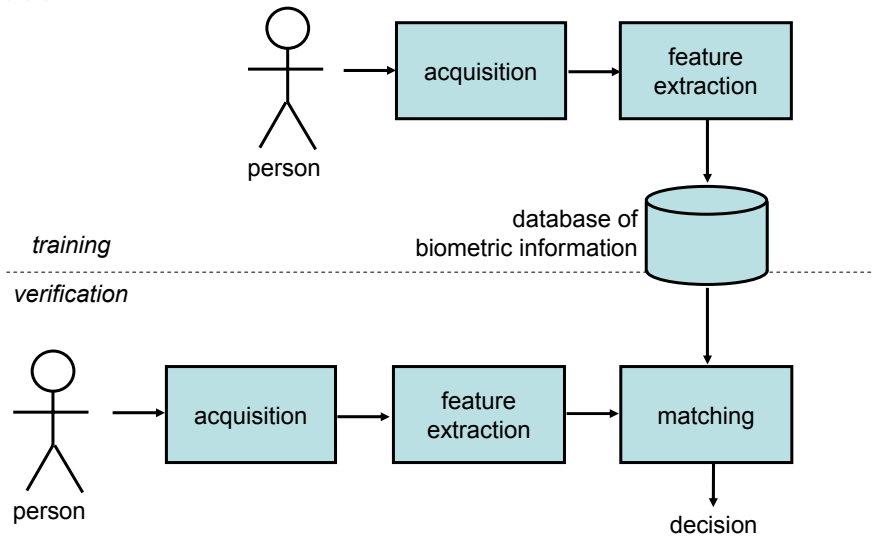 acquisition
feature
extraction
person
database of
biometric information
training
verification
acquisition
feature
extraction
matching
person
decision